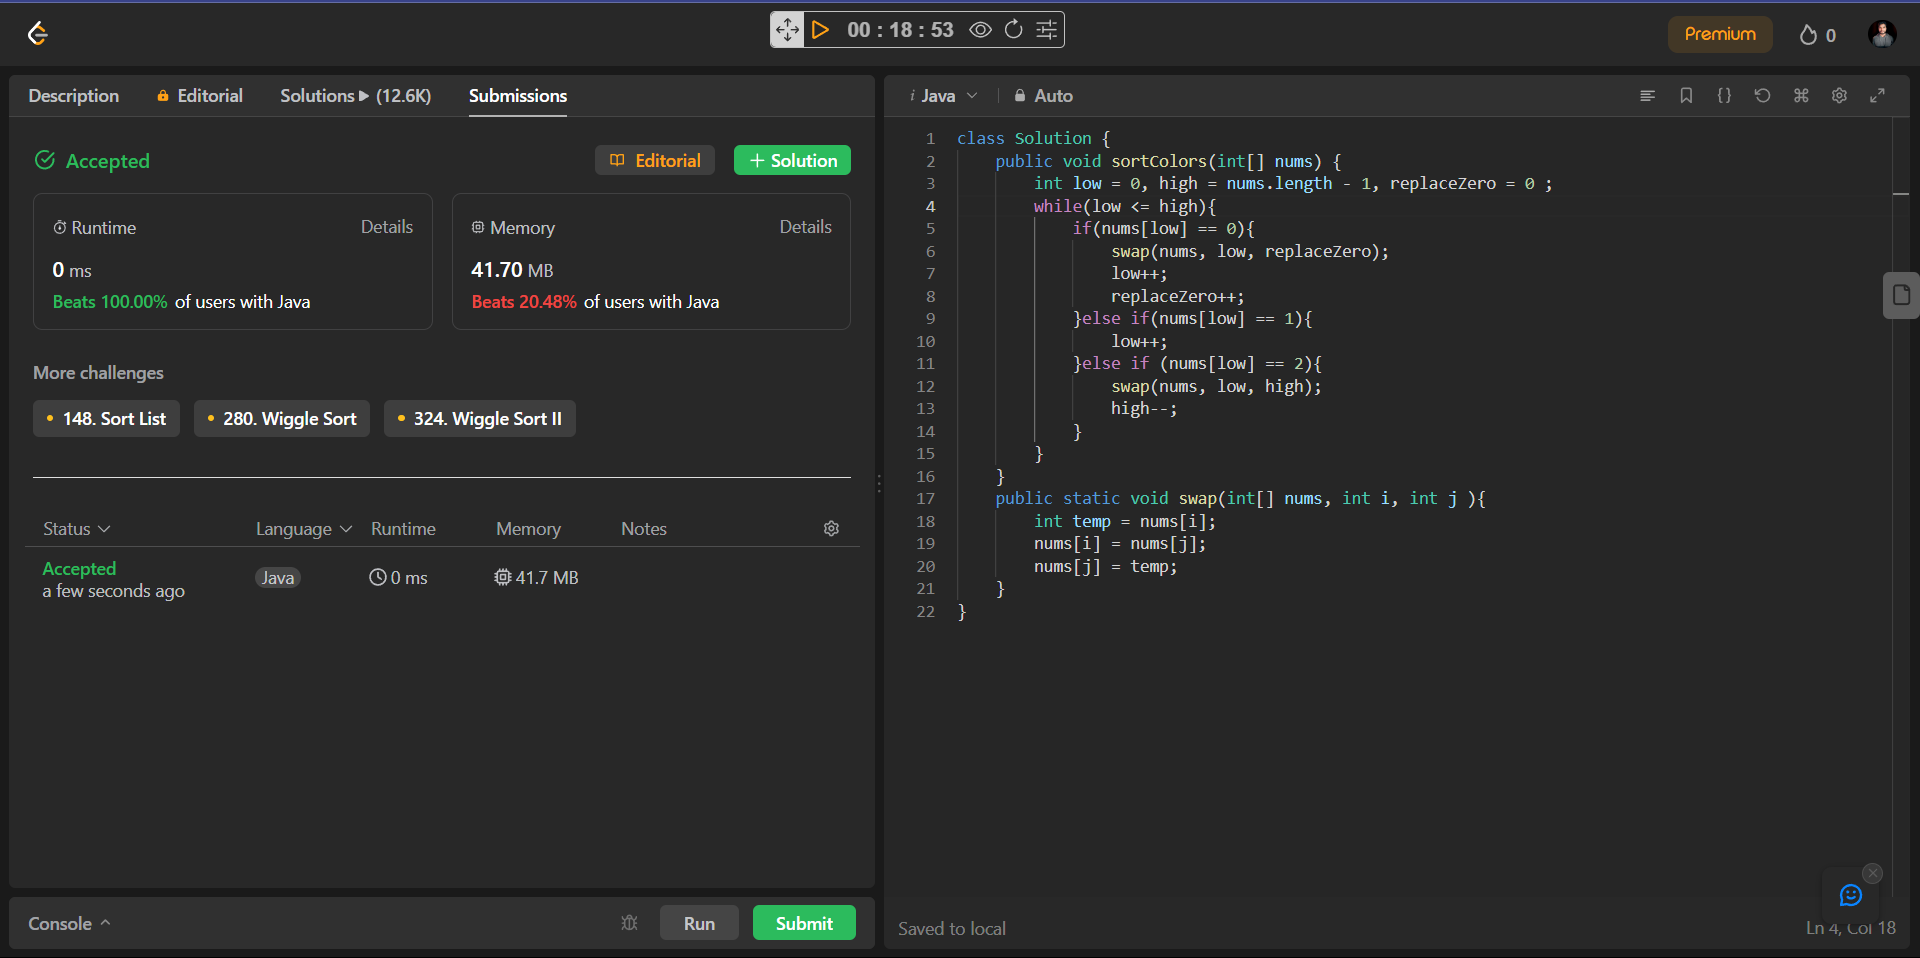 00 : 18 : 53
Premium
0
Description Editorial Solutions (12.6K) Submissions
Accepted
Editorial
+ Solution
Runtime Details
0 ms
Beats 100.00% of users with Java
Memory Details
41.70 MB
Beats 20.48% of users with Java
More challenges
148. Sort List
280. Wiggle Sort
324. Wiggle Sort II
Status Language Runtime Memory Notes
Accepted
a few seconds ago
Java 0 ms 41.7 MB
Console
Run
Submit
i Java Auto
1 class Solution {
2     public void sortColors(int[] nums) {
3         int low = 0, high = nums.length - 1, replaceZero = 0 ;
4         while(low <= high){
5             if(nums[low] == 0){
6                 swap(nums, low, replaceZero);
7                 low++;
8                 replaceZero++;
9             }else if(nums[low] == 1){
10                 low++;
11             }else if (nums[low] == 2){
12                 swap(nums, low, high);
13                 high--;
14             }
15         }
16     }
17     public static void swap(int[] nums, int i, int j ){
18         int temp = nums[i];
19         nums[i] = nums[j];
20         nums[j] = temp;
21     }
22 }
Saved to local
Ln 4, Col 18